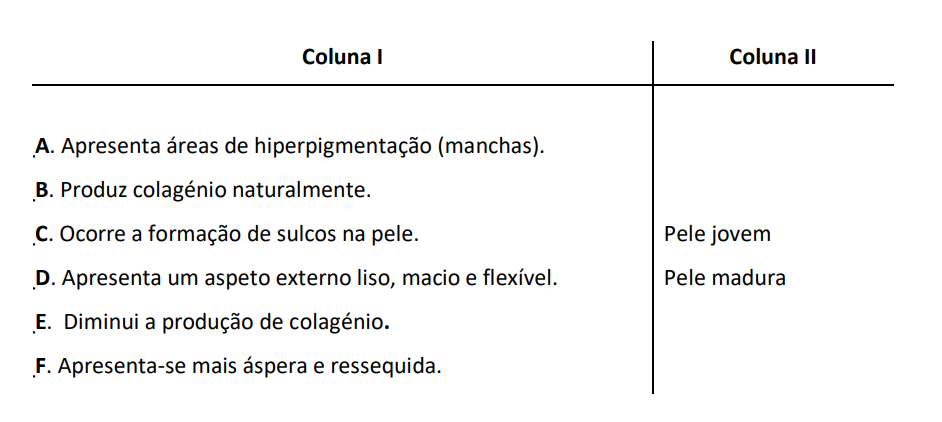 Coluna I
Coluna II
A. Apresenta áreas de hiperpigmentação (manchas).
B. Produz colagénio naturalmente.
C. Ocorre a formação de sulcos na pele.
Pele jovem
D. Apresenta um aspeto externo liso, macio e flexível.
Pele madura
E. Diminui a produção de colagénio.
F. Apresenta-se mais áspera e ressequida.